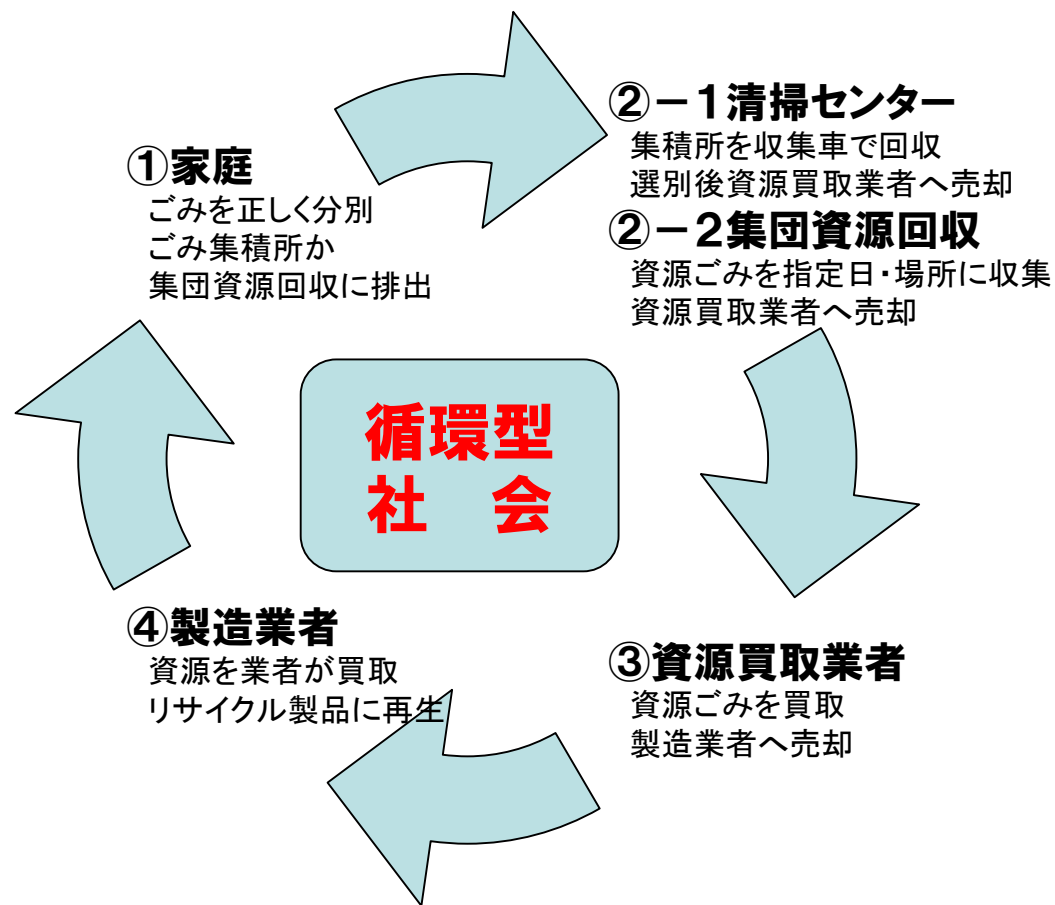 ①家庭
ごみを正しく分別
ごみ集積所か
集団資源回収に排出
②－1清掃センター
集積所を収集車で回収
選別後資源買取業者へ売却
②－2集団資源回収
資源ごみを指定日・場所に収集
資源買取業者へ売却
循環型
社　会
③資源買取業者
資源ごみを買取
製造業者へ売却
④製造業者
資源を業者が買取
リサイクル製品に再生